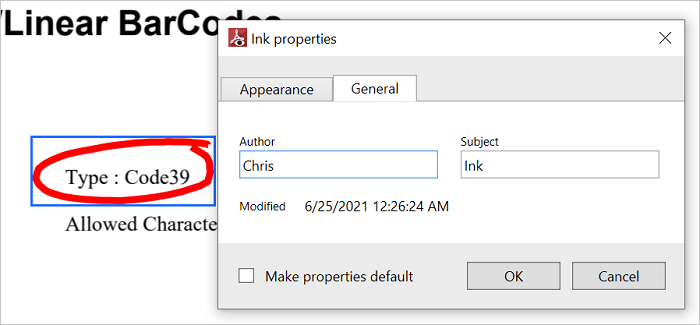 /Linear BarCodes
Ink properties
Appearance
General
Author
Subject
Chris
Ink
Type : Code39
Modified 6/25/2021 12:26:24 AM
Allowed Characte
Make properties default
OK
Cancel